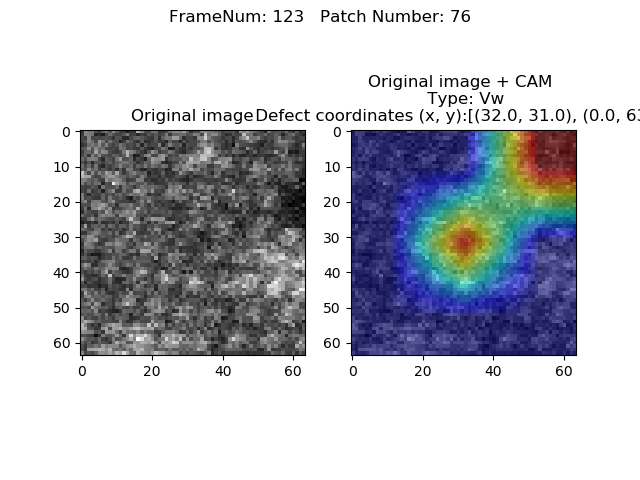 FrameNum: 123   Patch Number: 76
Original image + CAM
Type: Vw
Original image
Defect coordinates (x, y):[(32.0, 31.0), (0.0, 63
0
10
20
30
40
50
60
0 20 40 60
0
10
20
30
40
50
60
0 20 40 60